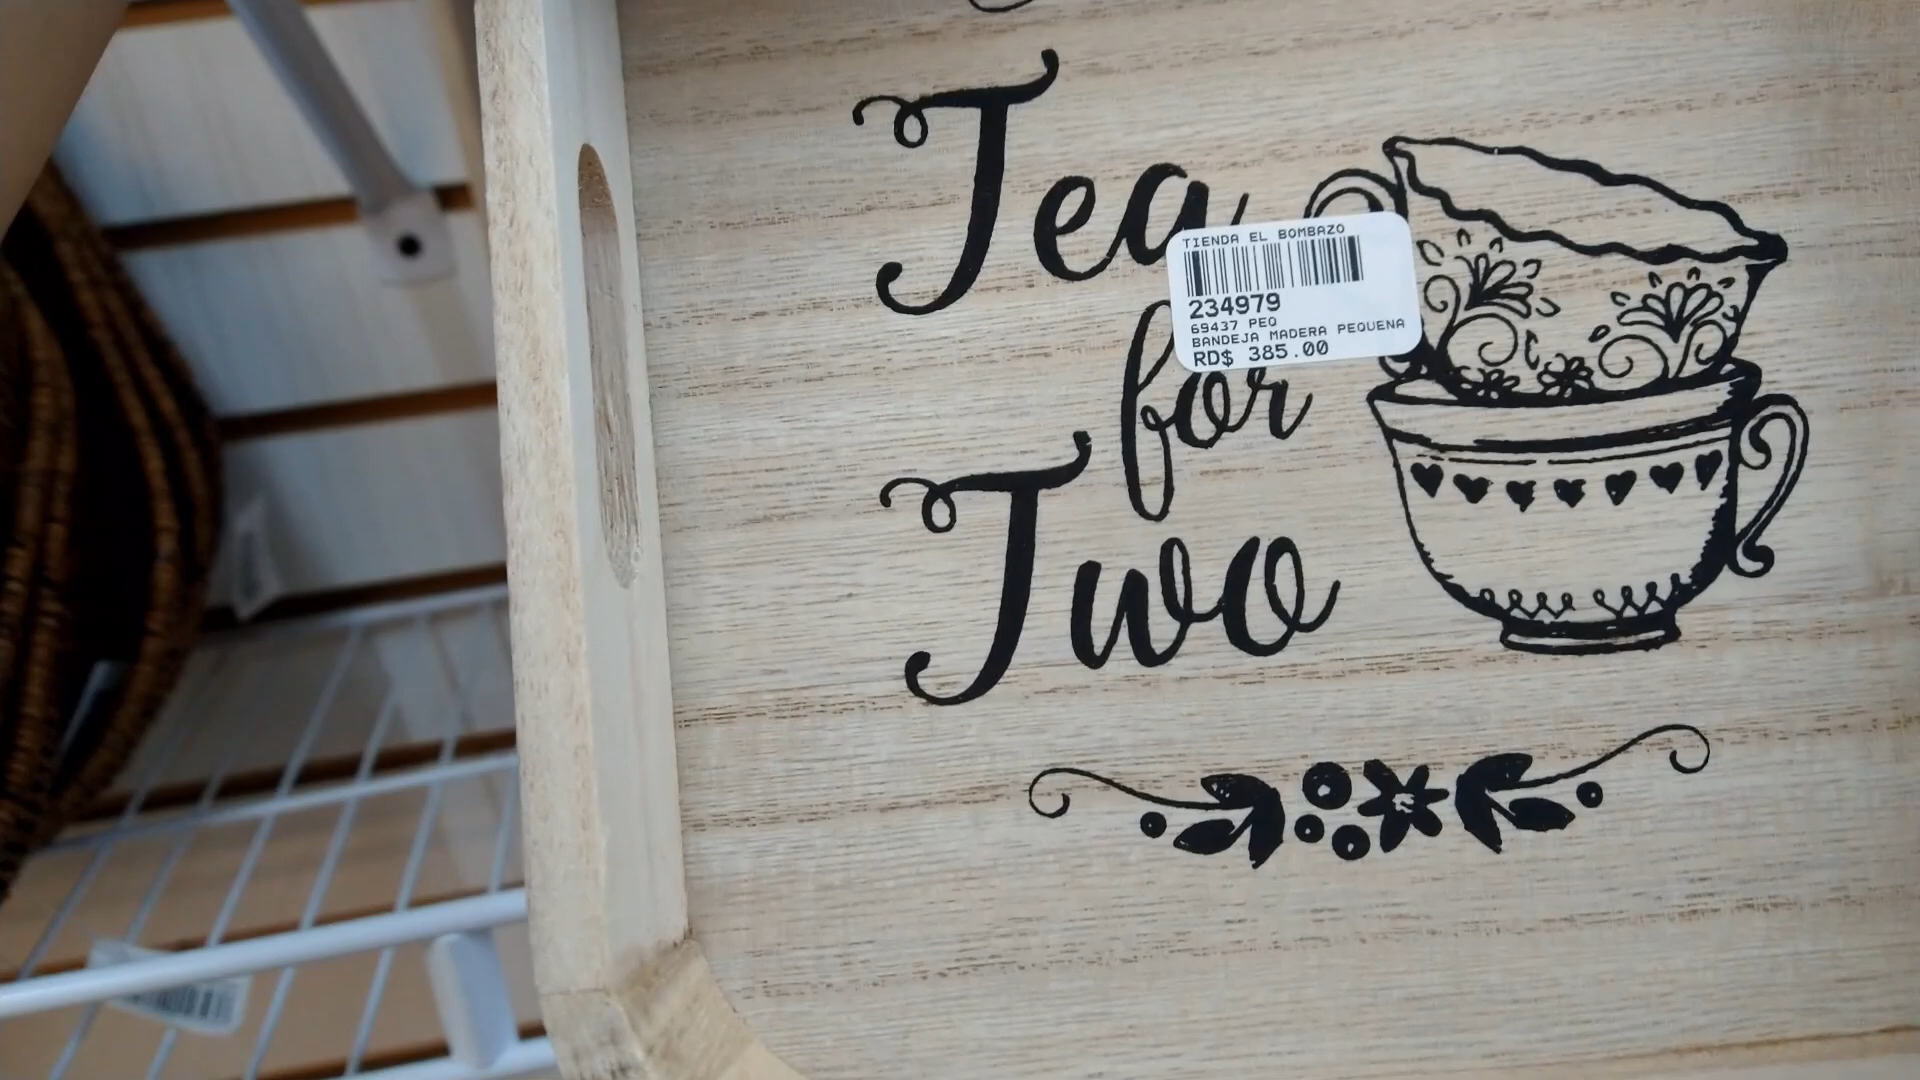 Tea
for
Two
TIENDA EL BOMBAZO
234979
69437 PEQ
BANDEJA MADERA PEQUENA
RD$ 385.00